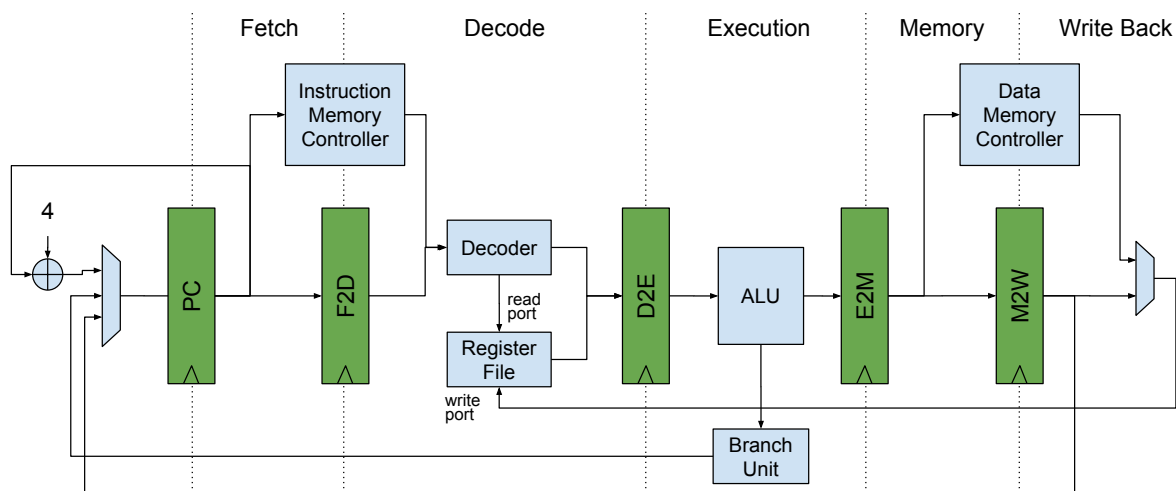 Fetch
Decode
Execution
Memory
Write Back
Instruction
Memory
Controller
Data
Memory
Controller
4
PC
F2D
Decoder
read
port
Register
File
write
port
D2E
ALU
Branch
Unit
E2M
M2W